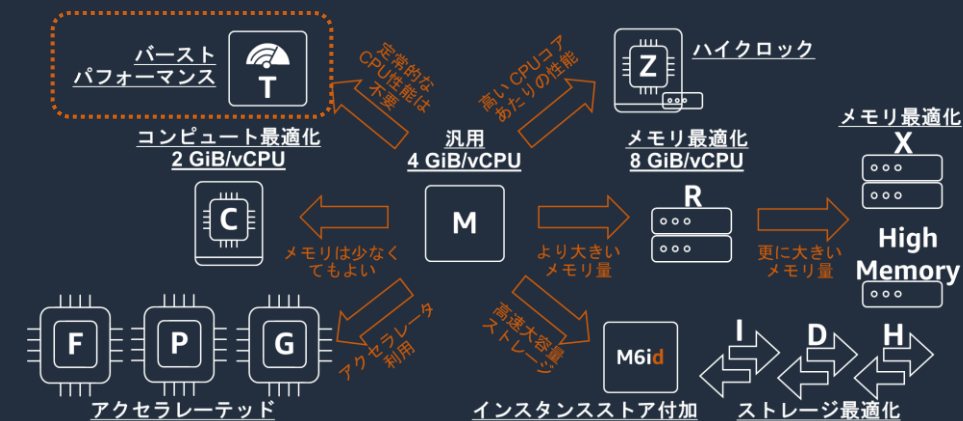 バースト
パフォーマンス
T
定常的な
CPU性能は
不要
高い CPUコア
あたりの性能
Z
ハイクロック
コンピュート最適化
2 GiB/vCPU
汎用
4 GiB/vCPU
メモリ最適化
8 GiB/vCPU
メモリ最適化
X
C
M
R
メモリは少なく
てもよい
より大きい
メモリ量
更に大きい
メモリ量
High
Memory
F
P
G
アクセラレータ
利用
高速大容量
ストレージ
M6id
I
D
H
アクセラレーテッド
インスタンスストア付加
ストレージ最適化